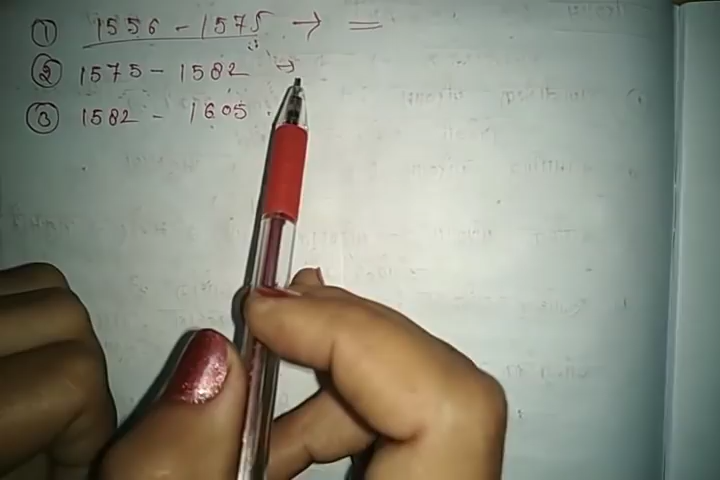 ① 1556 - 1575 → =
② 1575 - 1582 →
③ 1582 - 1605